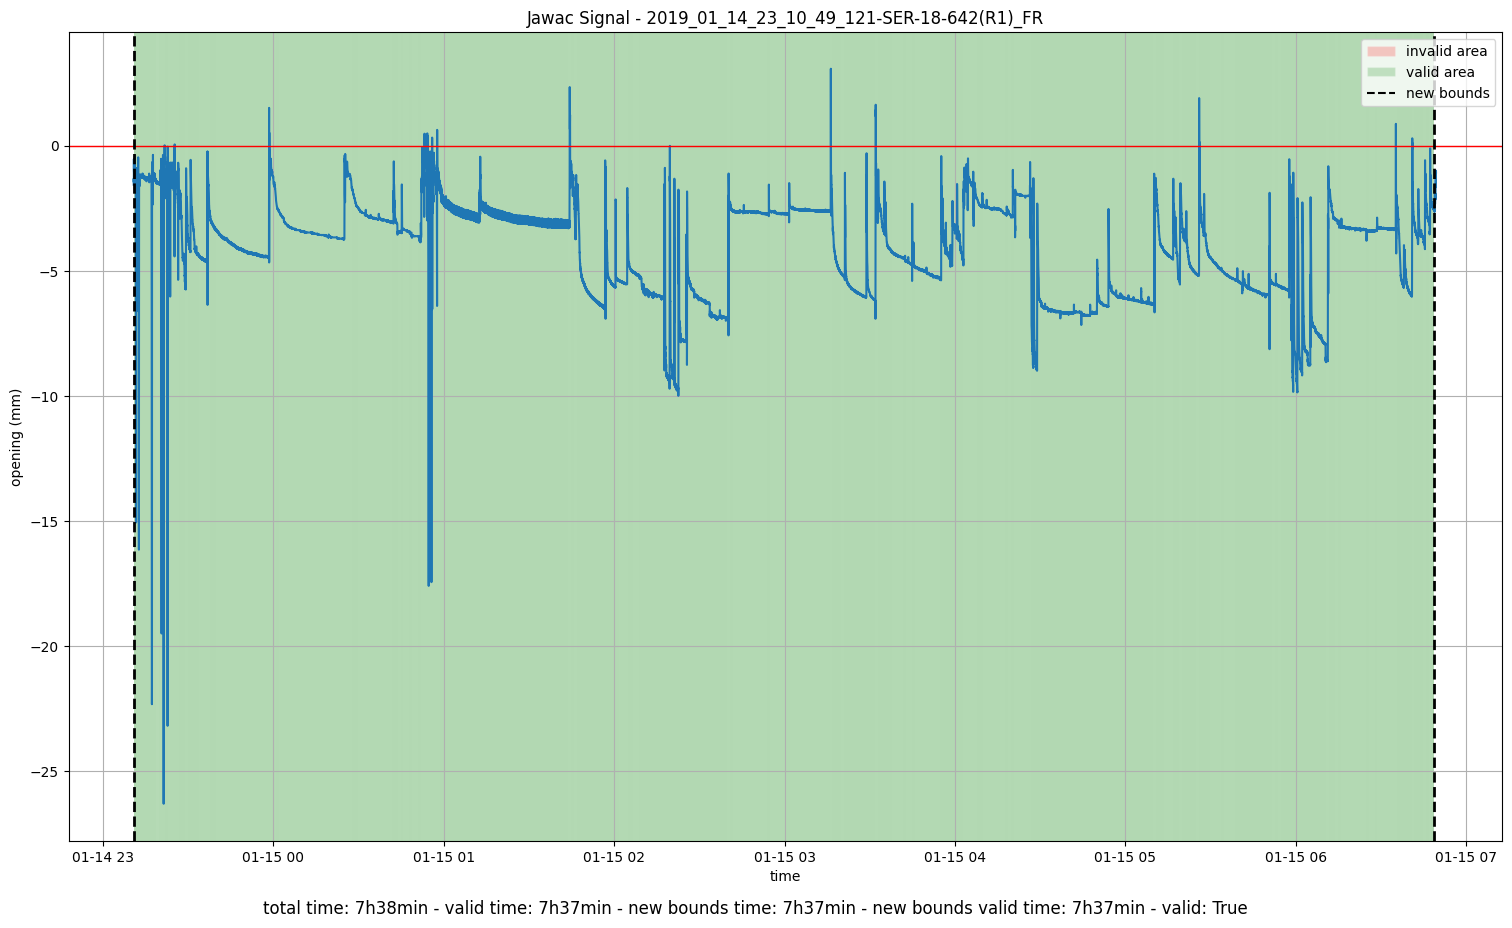 Jawac Signal - 2019_01_14_23_10_49_121-SER-18-642(R1)_FR
invalid area
valid area
new bounds
0
−5
−10
−15
−20
−25
opening (mm)
01-14 23
01-15 00
01-15 01
01-15 02
01-15 03
01-15 04
01-15 05
01-15 06
01-15 07
time
total time: 7h38min - valid time: 7h37min - new bounds time: 7h37min - new bounds valid time: 7h37min - valid: True